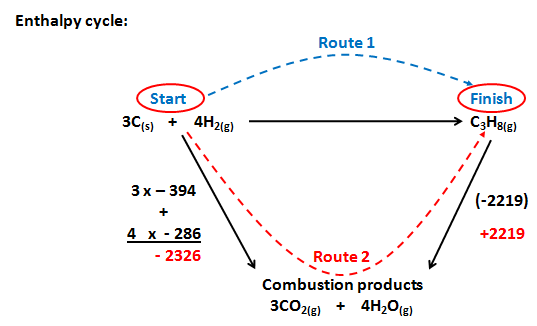 Enthalpy cycle:
Route 1
Start
Finish
3C(s) + 4H2(g)
C3H8(g)
3 x – 394
+
4 x - 286
- 2326
(-2219)
+2219
Route 2
Combustion products
3CO2(g) + 4H2O(g)